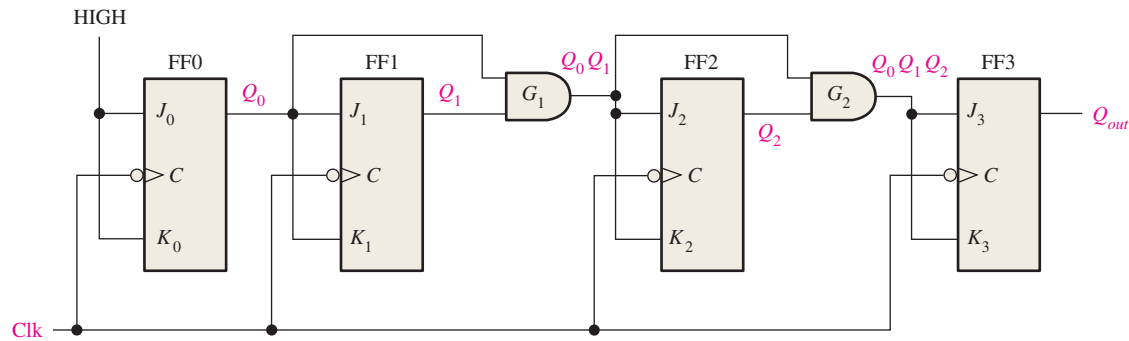 HIGH
FF0 FF1 FF2 FF3
Q₀ Q₁ Q₀ Q₁ Q₂ Q₀ Q₁ Q₂
G₁ G₂
J₀ J₁ J₂ J₃
Q_out
C C C C
K₀ K₁ K₂ K₃
Clk